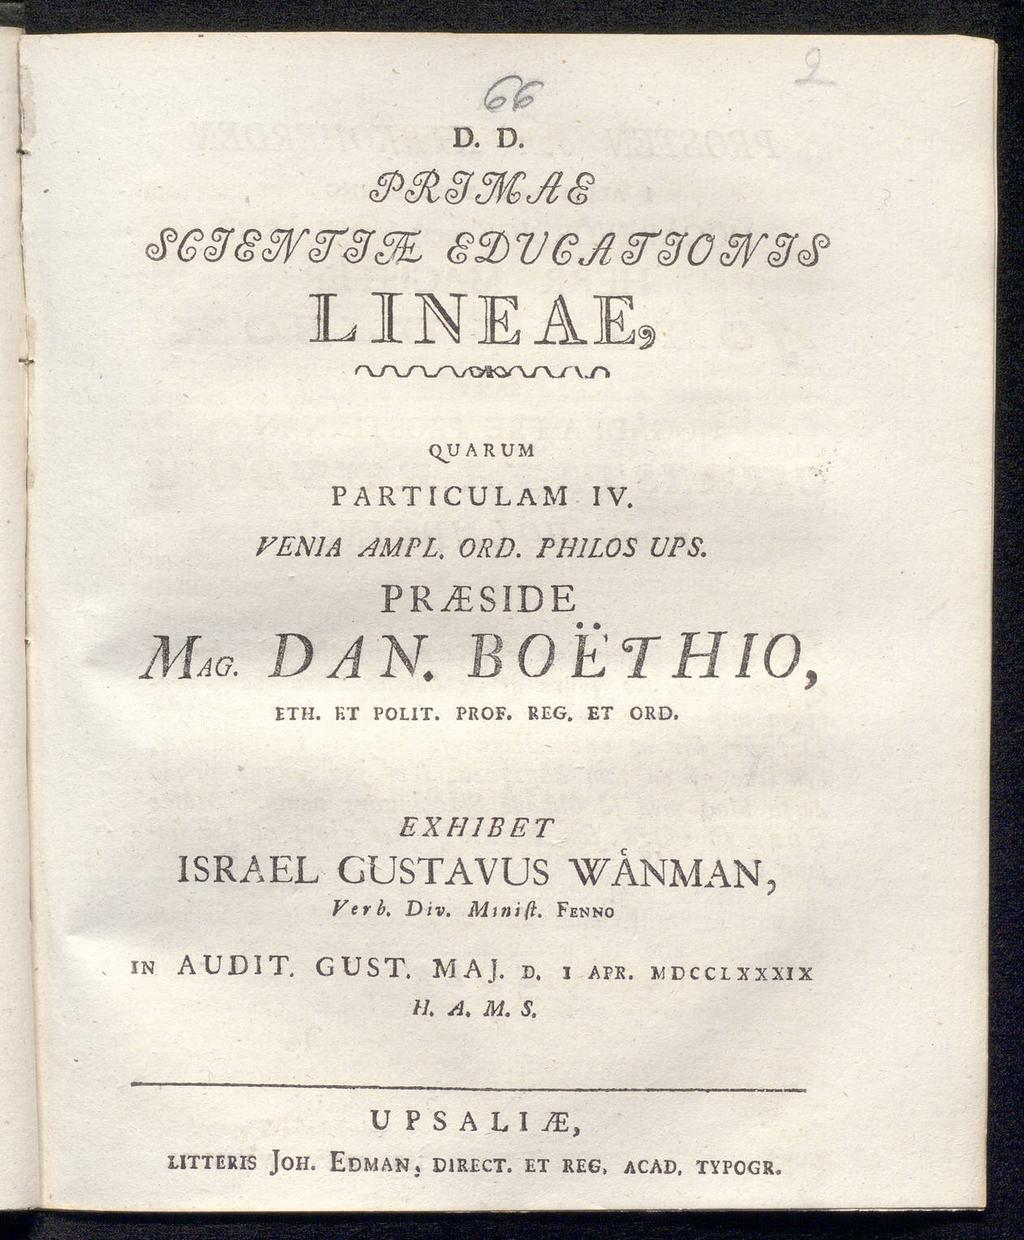 66
2
D. D.
PRIMAE
SCIENTIÆ EDVCATIONIS
LINEAE,
QUARUM
PARTICULAM IV.
VENIA AMPL. ORD. PHILOS UPS.
PRÆSIDE
MAG. DAN. BOËTHIO,
ETH. ET POLIT. PROF. REG. ET ORD.
EXHIBET
ISRAEL GUSTAVUS WÅNMAN,
Verb. Div. Miniſt. FENNO
IN AUDIT. GUST. MAJ. D. I APR. MDCCLXXXIX
H. A. M. S.
UPSALIÆ,
LITTERIS JOH. EDMAN, DIRECT. ET REG. ACAD. TYPOGR.